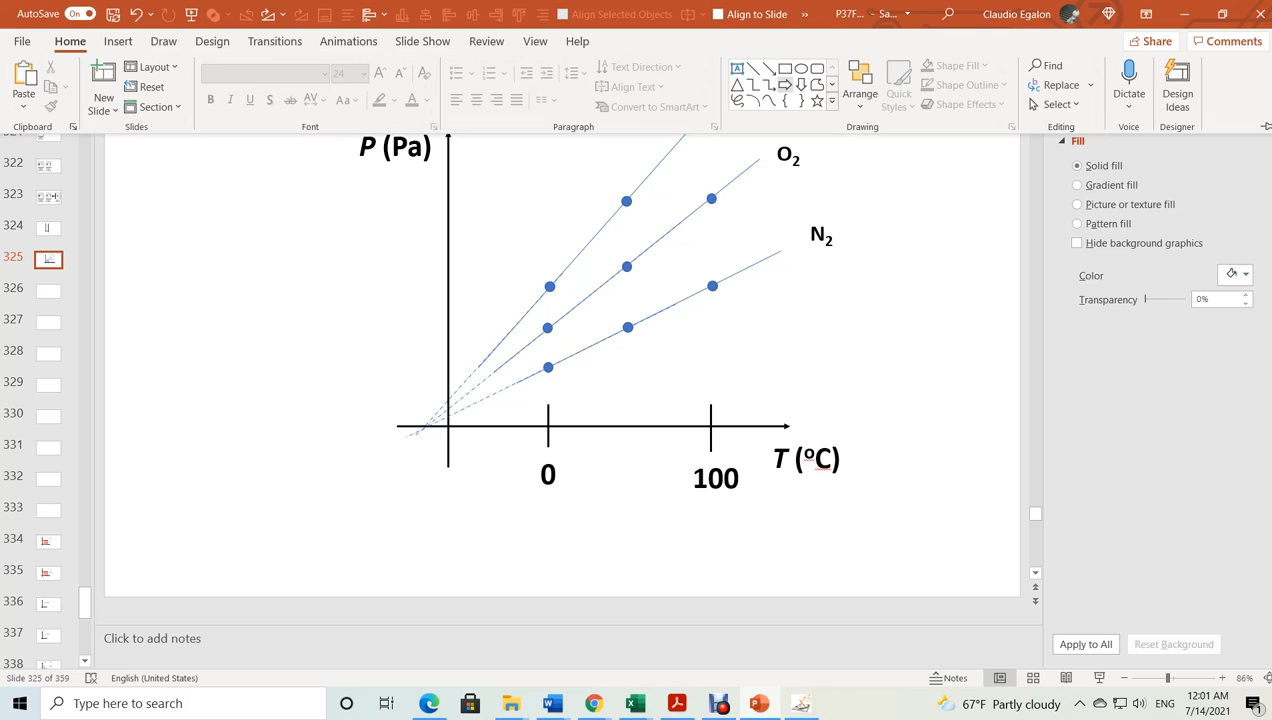 AutoSave On Align Selected Objects Align to Slide P37F... - Sa... Claudio Egalon
File Home Insert Draw Design Transitions Animations Slide Show Review View Help Share Comments
Paste
Clipboard
New
Slide
Layout
Reset
Section
Slides
24
B I U S ab AV Aa A
Font
Text Direction
Align Text
Convert to SmartArt
Paragraph
Arrange
Quick
Styles
Shape Fill
Shape Outline
Shape Effects
Drawing
Find
Replace
Select
Editing
Dictate
Voice
Design
Ideas
Designer
322
323
324
325
326
327
328
329
330
331
332
333
334
335
336
337
338
P (Pa)
O2
N2
0
100
T (ºC)
Fill
Solid fill
Gradient fill
Picture or texture fill
Pattern fill
Hide background graphics
Color
Transparency 0%
Apply to All Reset Background
Click to add notes
Slide 325 of 359 English (United States) Notes 86%
Type here to search
67°F Partly cloudy ENG 12:01 AM
7/14/2021
1